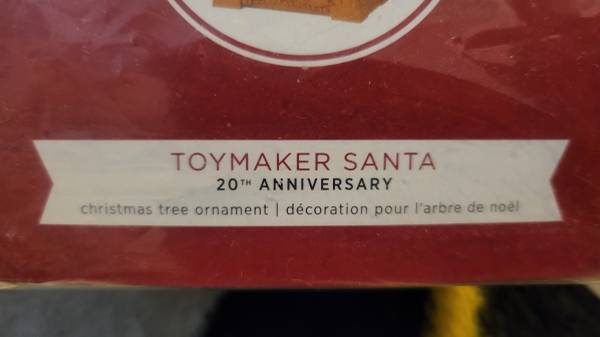 TOYMAKER SANTA
20TH ANNIVERSARY
christmas tree ornament | décoration pour l'arbre de noël